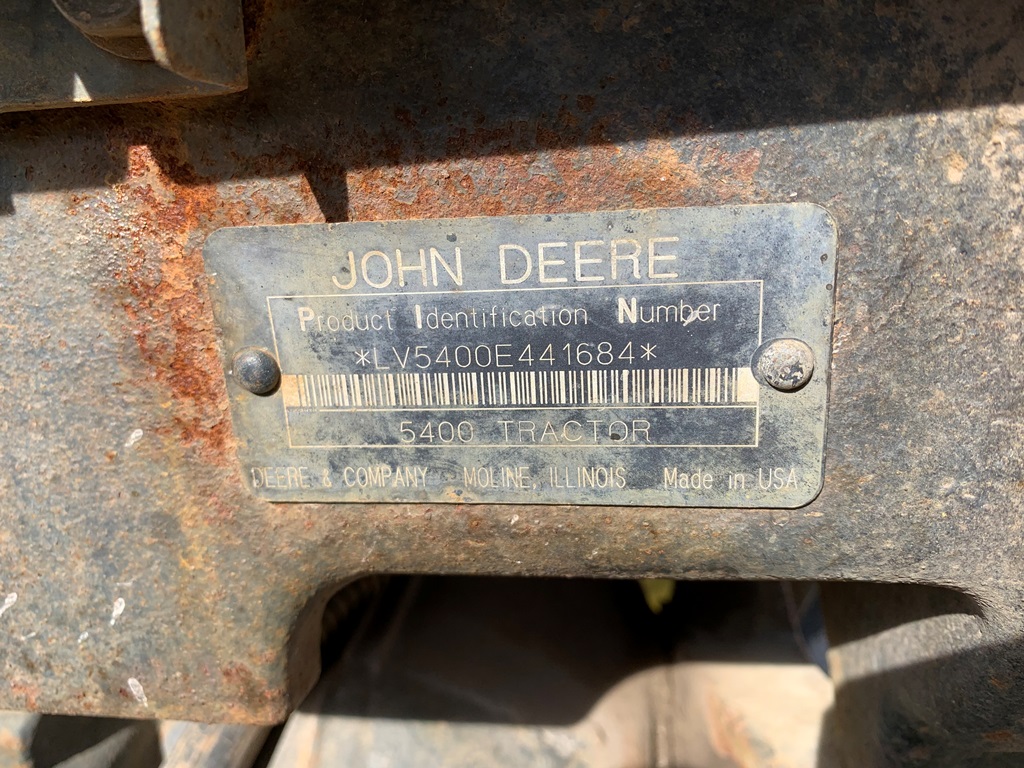 JOHN DEERE
Product Identification Number
*LV5400E441684*
5400 TRACTOR
DEERE & COMPANY MOLINE, ILLINOIS Made in USA